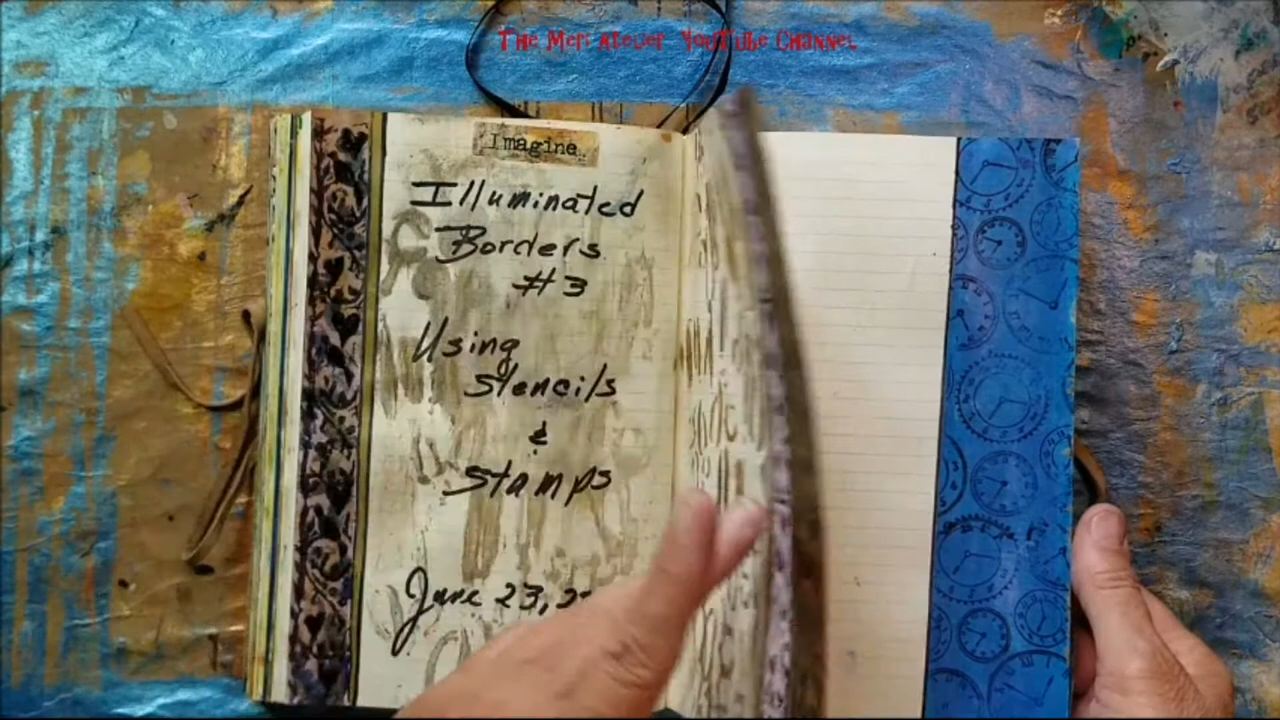 The Meri Atelier YouTube Channel
Imagine
Illuminated
Borders
#3
Using
Stencils
&
Stamps
June 23,